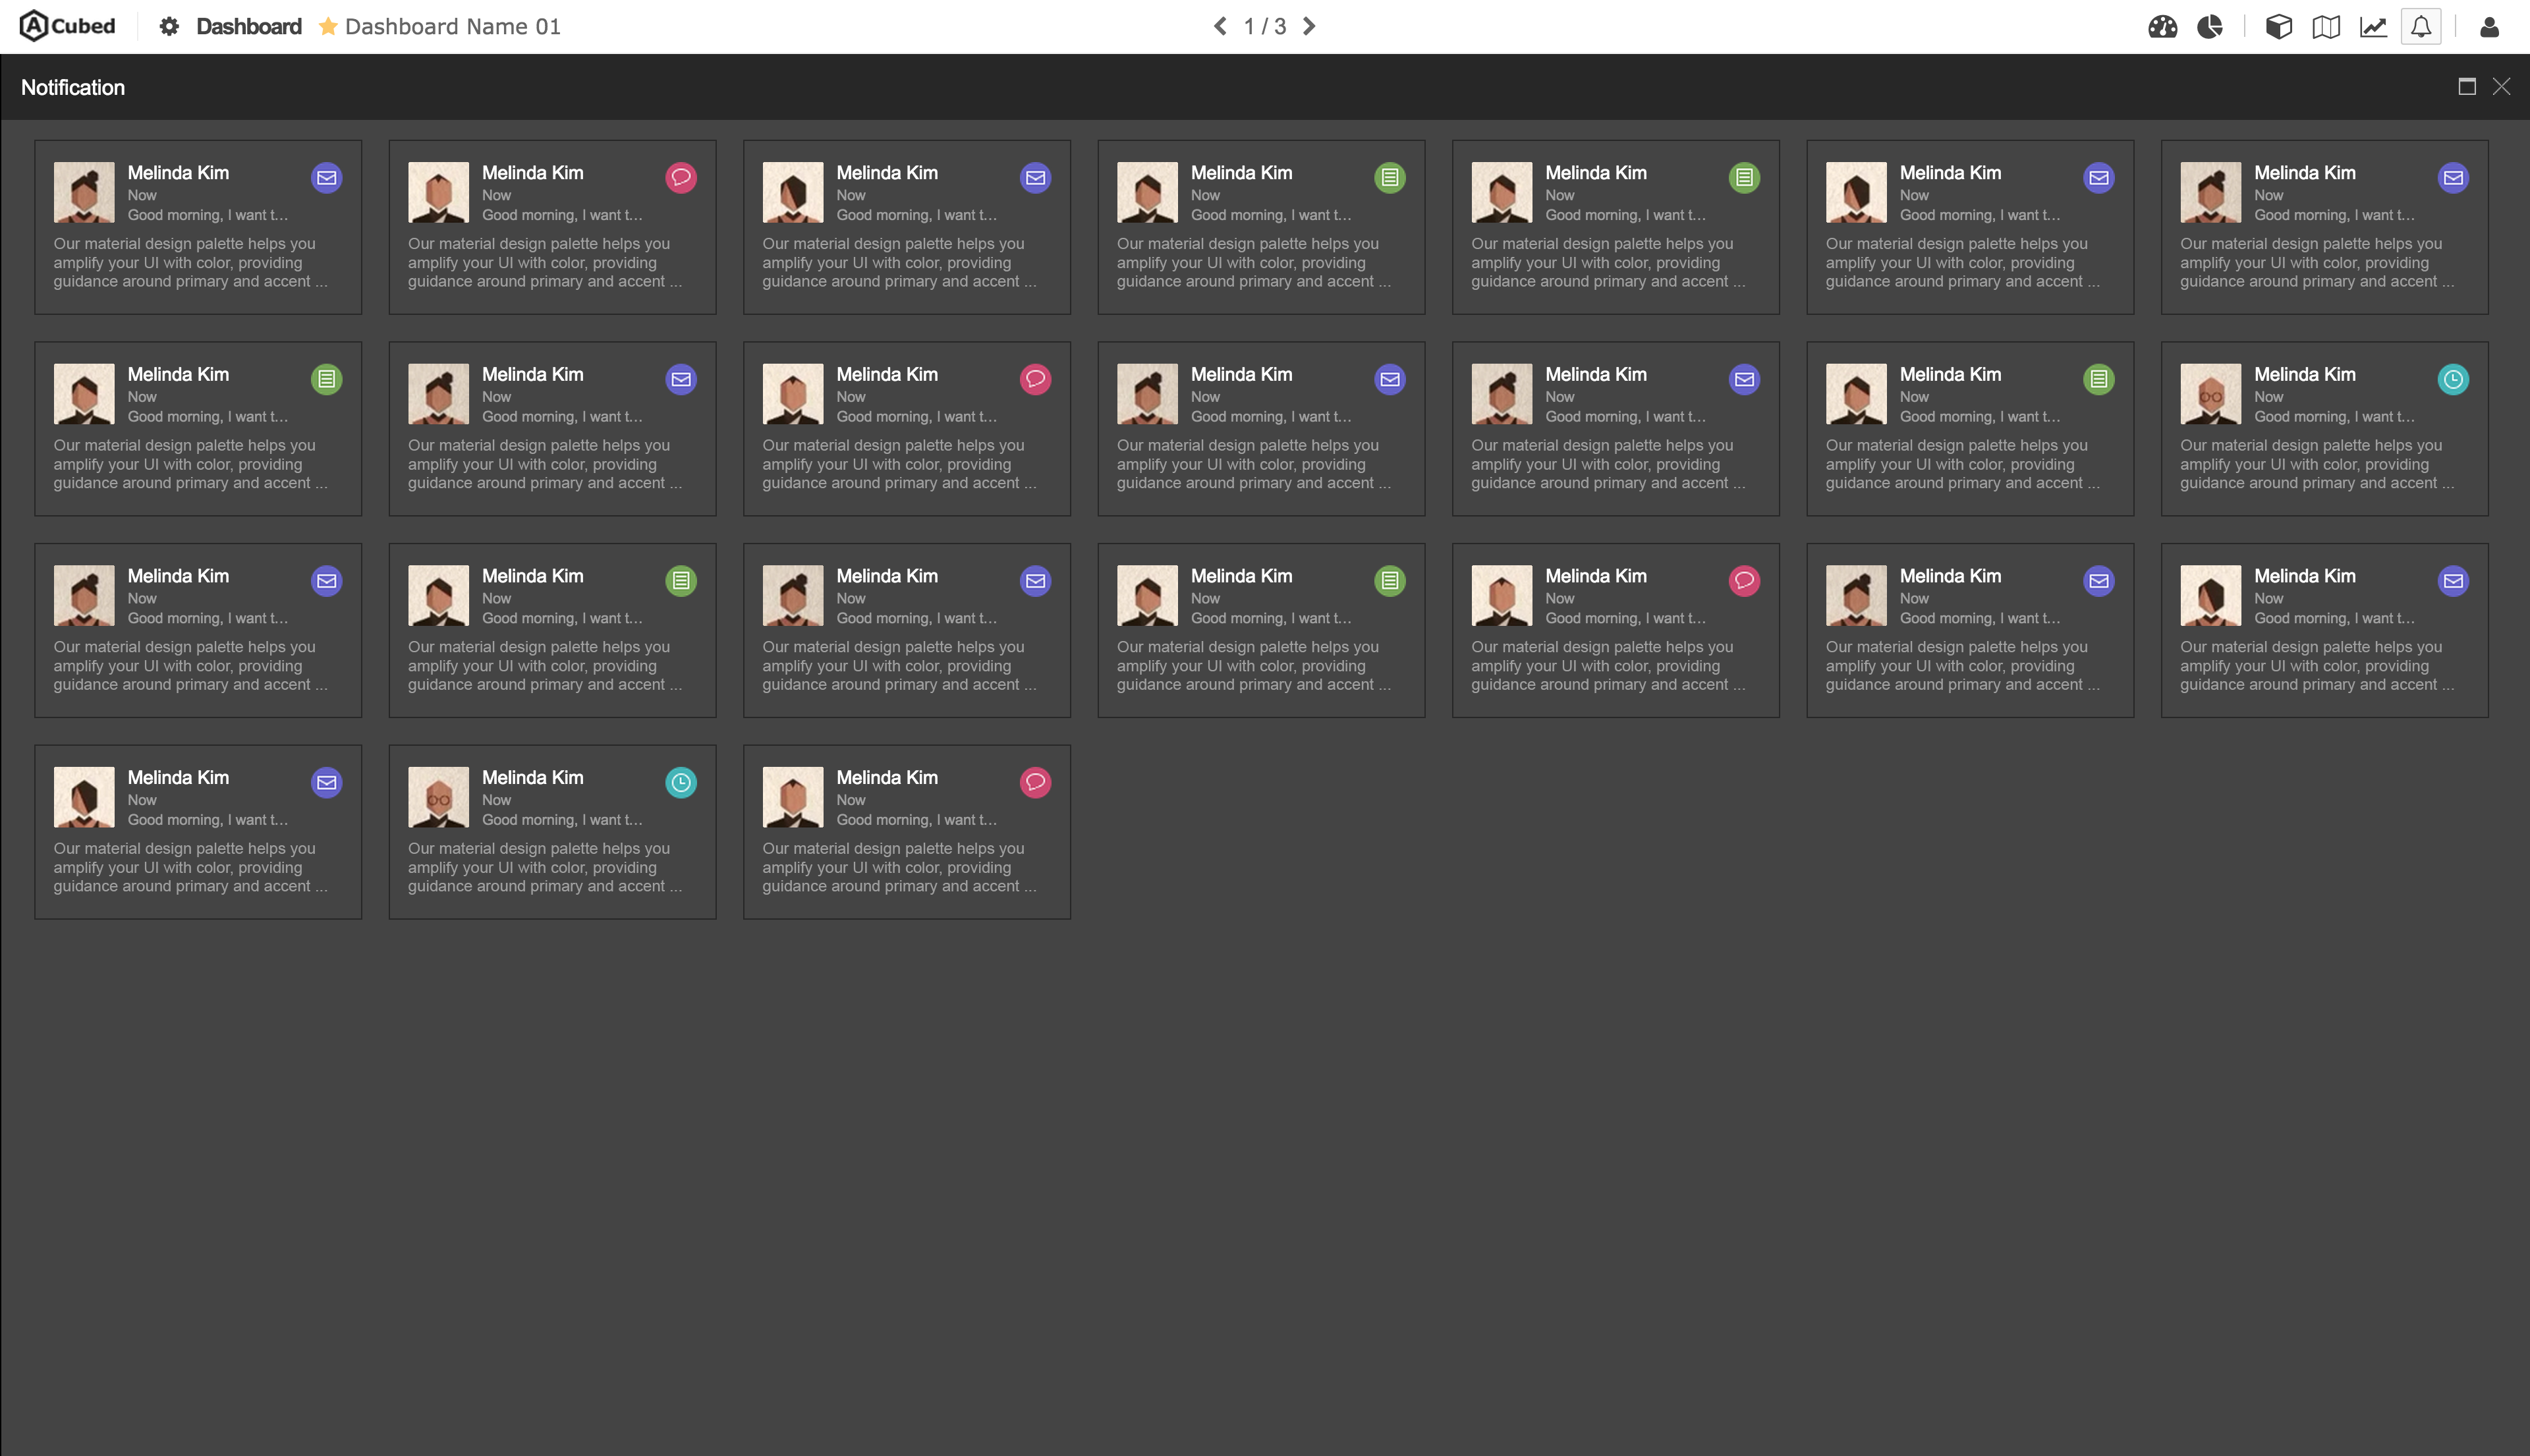 A Cubed Dashboard Dashboard Name 01 1 / 3
Notification
Melinda Kim
Now
Good morning, I want t...
Our material design palette helps you
amplify your UI with color, providing
guidance around primary and accent ...
Melinda Kim
Now
Good morning, I want t...
Our material design palette helps you
amplify your UI with color, providing
guidance around primary and accent ...
Melinda Kim
Now
Good morning, I want t...
Our material design palette helps you
amplify your UI with color, providing
guidance around primary and accent ...
Melinda Kim
Now
Good morning, I want t...
Our material design palette helps you
amplify your UI with color, providing
guidance around primary and accent ...
Melinda Kim
Now
Good morning, I want t...
Our material design palette helps you
amplify your UI with color, providing
guidance around primary and accent ...
Melinda Kim
Now
Good morning, I want t...
Our material design palette helps you
amplify your UI with color, providing
guidance around primary and accent ...
Melinda Kim
Now
Good morning, I want t...
Our material design palette helps you
amplify your UI with color, providing
guidance around primary and accent ...
Melinda Kim
Now
Good morning, I want t...
Our material design palette helps you
amplify your UI with color, providing
guidance around primary and accent ...
Melinda Kim
Now
Good morning, I want t...
Our material design palette helps you
amplify your UI with color, providing
guidance around primary and accent ...
Melinda Kim
Now
Good morning, I want t...
Our material design palette helps you
amplify your UI with color, providing
guidance around primary and accent ...
Melinda Kim
Now
Good morning, I want t...
Our material design palette helps you
amplify your UI with color, providing
guidance around primary and accent ...
Melinda Kim
Now
Good morning, I want t...
Our material design palette helps you
amplify your UI with color, providing
guidance around primary and accent ...
Melinda Kim
Now
Good morning, I want t...
Our material design palette helps you
amplify your UI with color, providing
guidance around primary and accent ...
Melinda Kim
Now
Good morning, I want t...
Our material design palette helps you
amplify your UI with color, providing
guidance around primary and accent ...
Melinda Kim
Now
Good morning, I want t...
Our material design palette helps you
amplify your UI with color, providing
guidance around primary and accent ...
Melinda Kim
Now
Good morning, I want t...
Our material design palette helps you
amplify your UI with color, providing
guidance around primary and accent ...
Melinda Kim
Now
Good morning, I want t...
Our material design palette helps you
amplify your UI with color, providing
guidance around primary and accent ...
Melinda Kim
Now
Good morning, I want t...
Our material design palette helps you
amplify your UI with color, providing
guidance around primary and accent ...
Melinda Kim
Now
Good morning, I want t...
Our material design palette helps you
amplify your UI with color, providing
guidance around primary and accent ...
Melinda Kim
Now
Good morning, I want t...
Our material design palette helps you
amplify your UI with color, providing
guidance around primary and accent ...
Melinda Kim
Now
Good morning, I want t...
Our material design palette helps you
amplify your UI with color, providing
guidance around primary and accent ...
Melinda Kim
Now
Good morning, I want t...
Our material design palette helps you
amplify your UI with color, providing
guidance around primary and accent ...
Melinda Kim
Now
Good morning, I want t...
Our material design palette helps you
amplify your UI with color, providing
guidance around primary and accent ...
Melinda Kim
Now
Good morning, I want t...
Our material design palette helps you
amplify your UI with color, providing
guidance around primary and accent ...